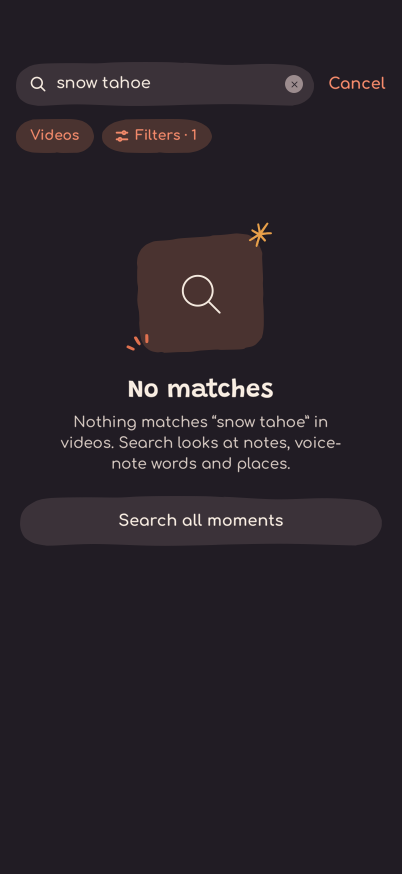 snow tahoe
Cancel
Videos
Filters · 1
No matches
Nothing matches “snow tahoe” in
videos. Search looks at notes, voice-
note words and places.
Search all moments